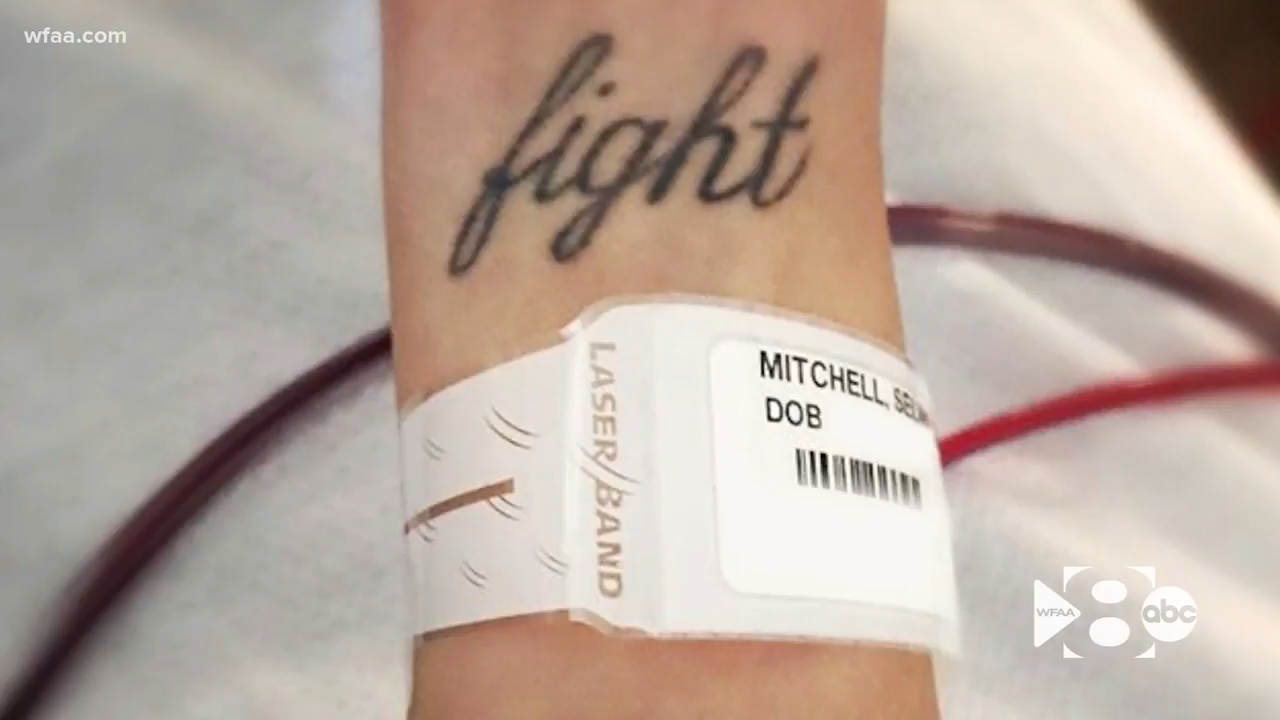 wfaa.com
fight
LASER/BAND
MITCHELL,
DOB
WFAA 8 abc